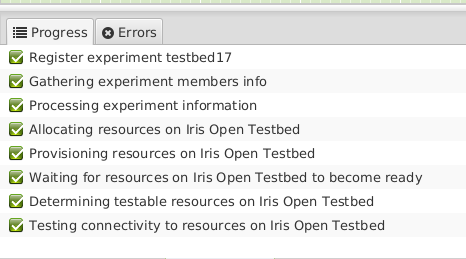 Progress Errors
Register experiment testbed17
Gathering experiment members info
Processing experiment information
Allocating resources on Iris Open Testbed
Provisioning resources on Iris Open Testbed
Waiting for resources on Iris Open Testbed to become ready
Determining testable resources on Iris Open Testbed
Testing connectivity to resources on Iris Open Testbed